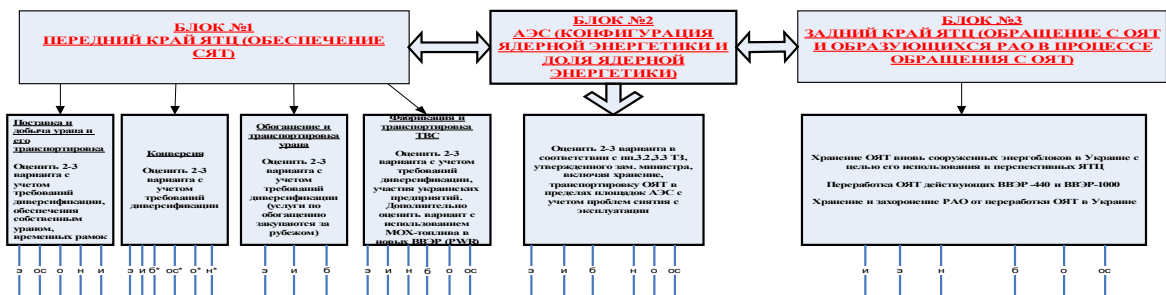 БЛОК №1
ПЕРЕДНИЙ КРАЙ ЯТЦ (ОБЕСПЕЧЕНИЕ
СЯТ)
БЛОК №2
АЭС (КОНФИГУРАЦИЯ
ЯДЕРНОЙ ЭНЕРГЕТИКИ И
ДОЛЯ ЯДЕРНОЙ
ЭНЕРГЕТИКИ)
БЛОК №3
ЗАДНИЙ КРАЙ ЯТЦ (ОБРАЩЕНИЕ С ОЯТ
И ОБРАЗУЮЩИХСЯ РАО В ПРОЦЕССЕ
ОБРАЩЕНИЯ С ОЯТ)
Поставка и
добыча урана и
его
транспортировка
Оценить 2-3
варианта с
учетом
требований
диверсификации,
обеспечения
собственным
ураном,
временных рамок
Конверсия
Оценить 2-3
варианта с
учетом
требований
диверсификации
Обогащение и
транспортировка
урана
Оценить 2-3
варианта с
учетом
требований
диверсификации
(услуги по
обогащению
закупаются за
рубежом)
Фабрикация и
транспортировка
ТВС
Оценить 2-3
варианта с учетом
требований
диверсификации,
участия украинских
предприятий.
Дополнительно
оценить вариант с
использованием
МОХ-топлива в
новых ВВЭР (PWR)
Оценить 2-3 варианта в
соответствии с пп.3.2,3.3 ТЗ,
утвержденного зам. министра,
включая хранение,
транспортировку ОЯТ в
пределах площадок АЭС с
учетом проблем снятия с
эксплуатации
Хранение ОЯТ вновь сооруженных энергоблоков в Украине с
целью его использования в перспективных ЯТЦ
Переработка ОЯТ действующих ВВЭР -440 и ВВЭР-1000
Хранение и захоронение РАО от переработки ОЯТ в Украине
э ос о н и
э и б* ос* о* н*
э и б
э и н б о ос
э и б н о ос
и э н б о ос